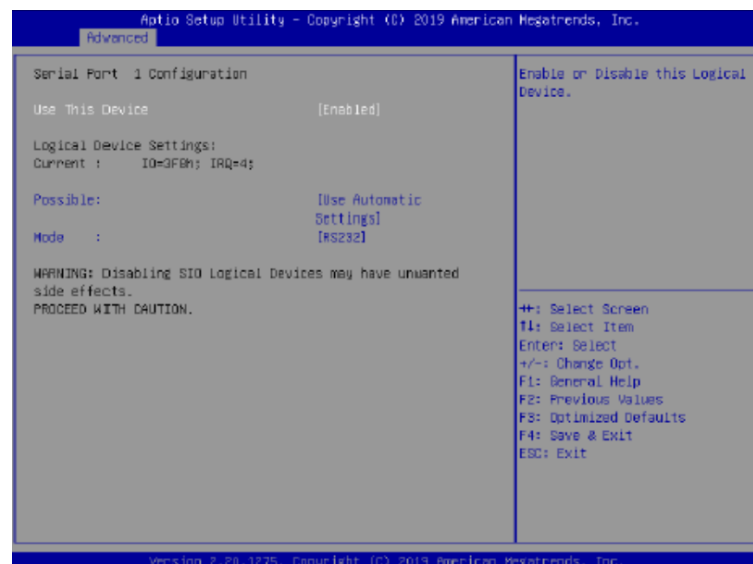 Aptio Setup Utility - Copyright (C) 2019 American Megatrends, Inc.
Advanced
Serial Port 1 Configuration
Use This Device [Enabled]
Logical Device Settings:
Current : IO=3F8h; IRQ=4;
Possible: [Use Automatic
Settings]
Mode : [RS232]
WARNING: Disabling SIO Logical Devices may have unwanted
side effects.
PROCEED WITH CAUTION.
Enable or Disable this Logical
Device.
→←: Select Screen
↑↓: Select Item
Enter: Select
+/-: Change Opt.
F1: General Help
F2: Previous Values
F3: Optimized Defaults
F4: Save & Exit
ESC: Exit
Version 2.20.1275. Copyright (C) 2019 American Megatrends, Inc.